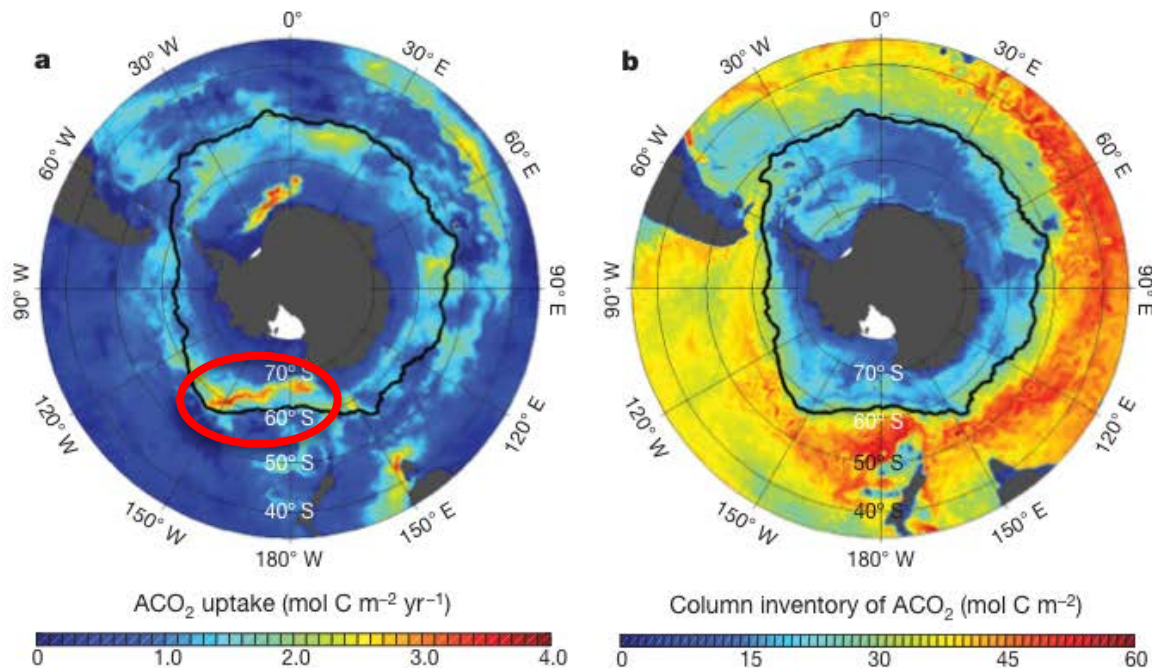 a
0°
30° E
60° E
90° E
120° E
150° E
180° W
150° W
120° W
90° W
60° W
30° W
70° S
60° S
50° S
40° S
ACO₂ uptake (mol C m⁻² yr⁻¹)
0 1.0 2.0 3.0 4.0
b
0°
30° E
60° E
90° E
120° E
150° E
180° W
150° W
120° W
90° W
60° W
30° W
70° S
60° S
50° S
40° S
Column inventory of ACO₂ (mol C m⁻²)
0 15 30 45 60